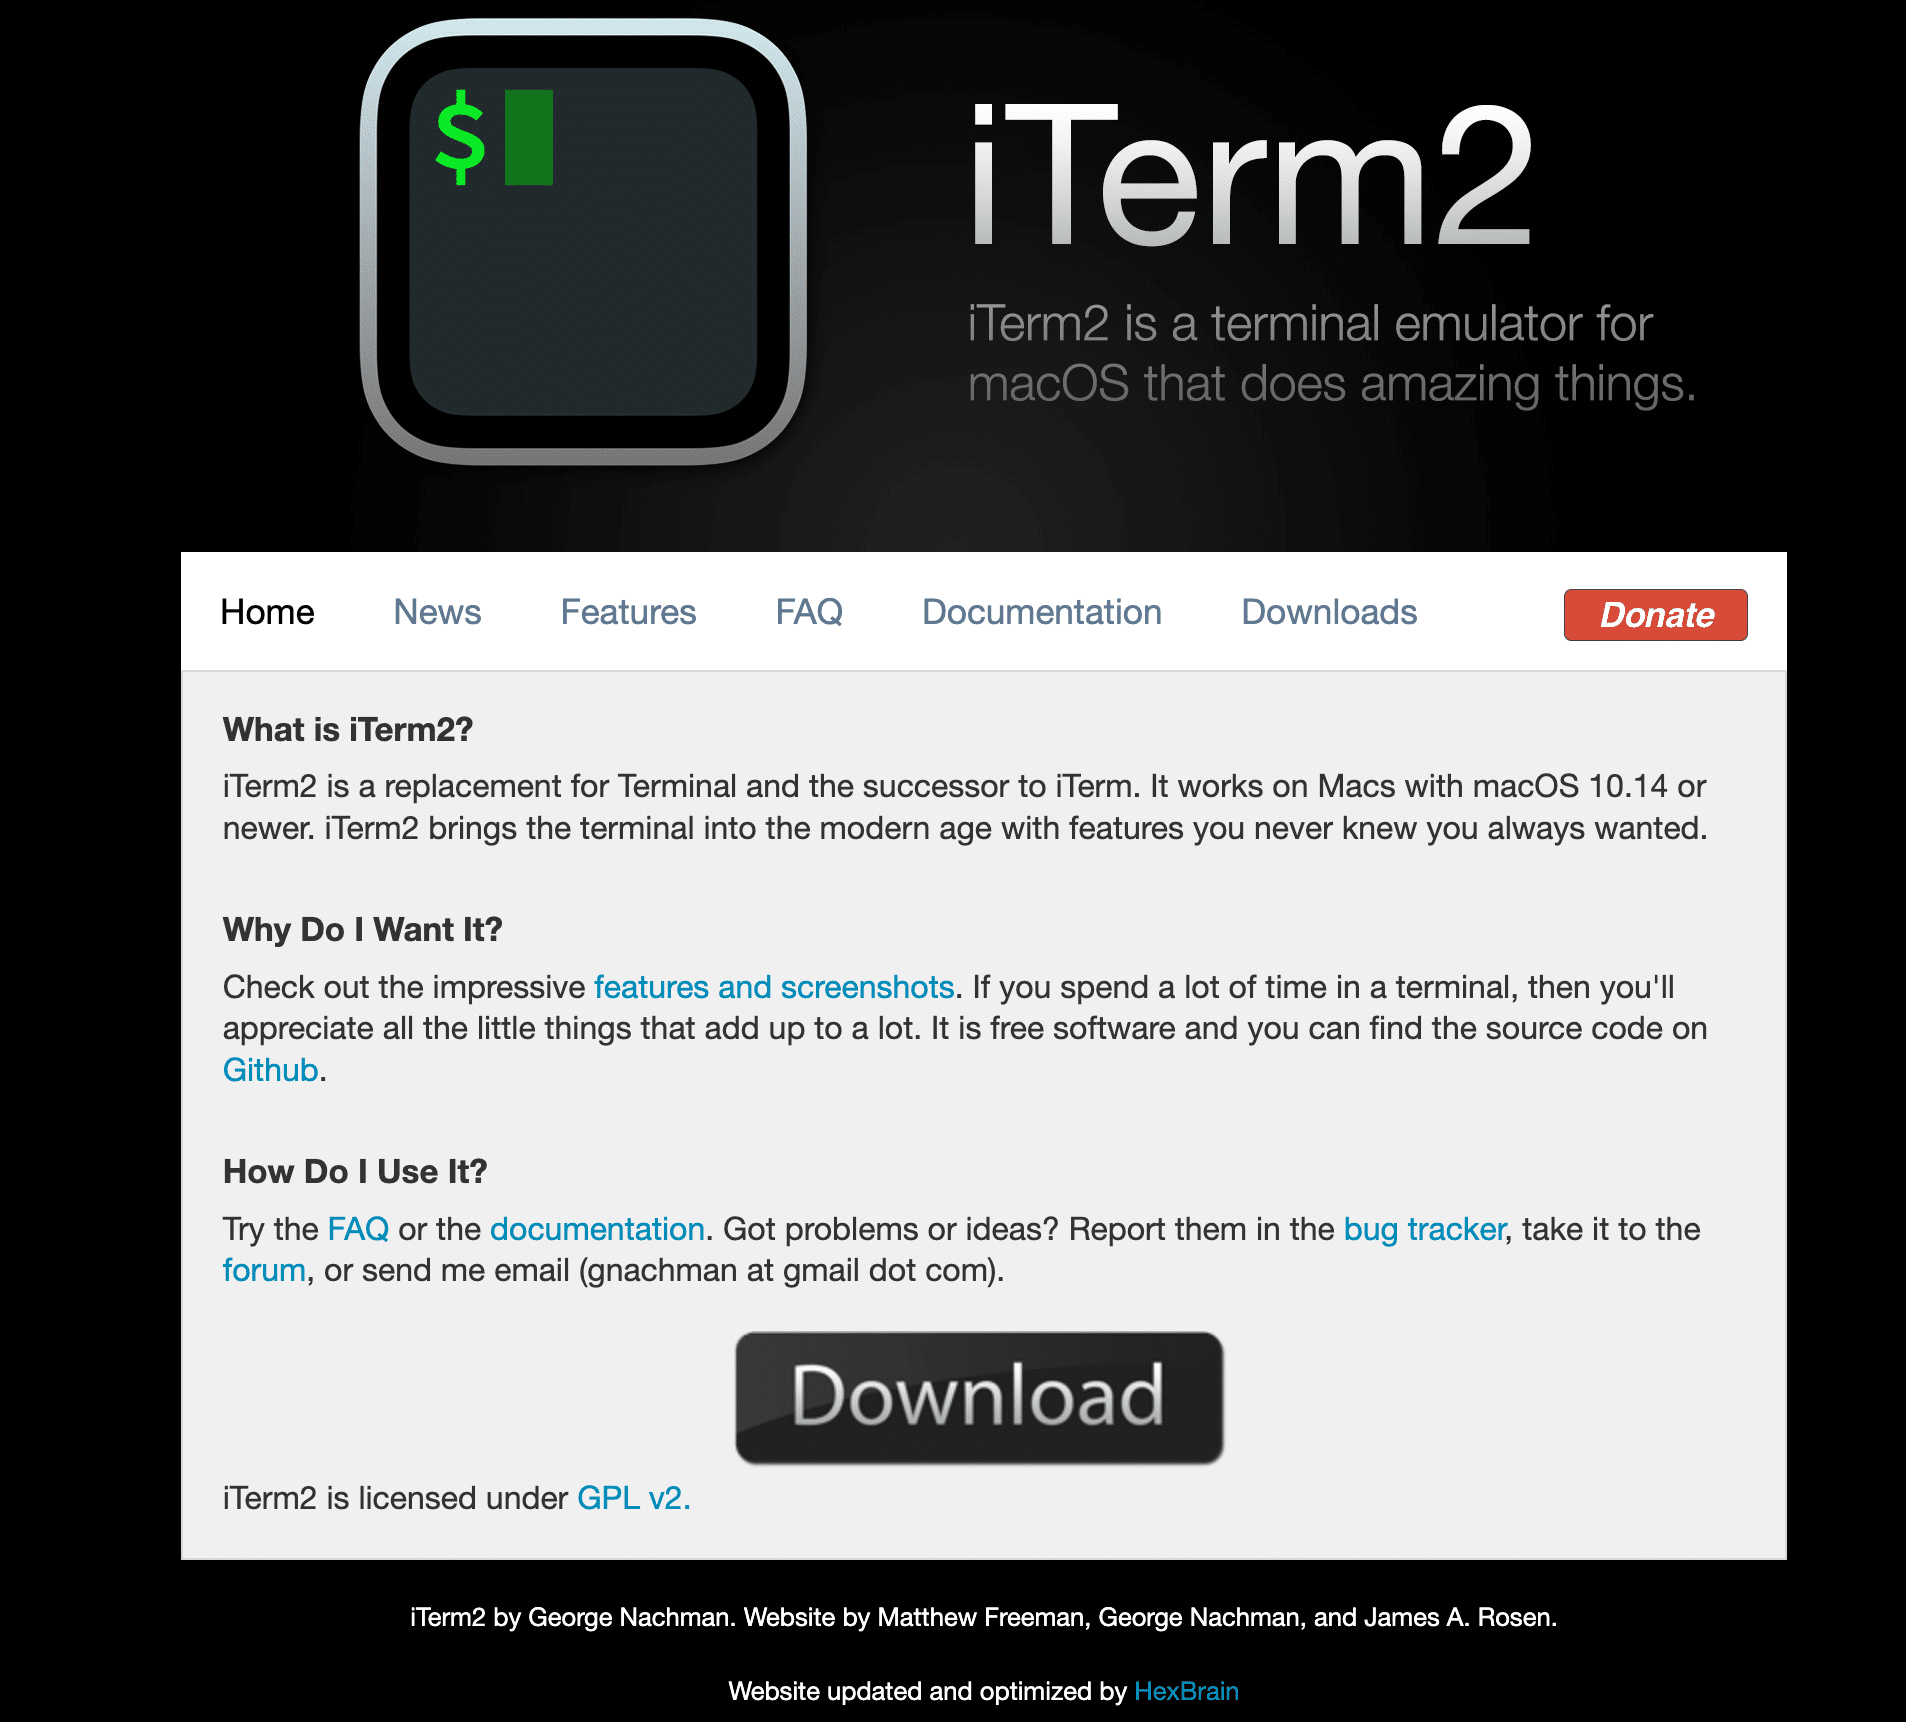 $
iTerm2
iTerm2 is a terminal emulator for
macOS that does amazing things.
Home News Features FAQ Documentation Downloads Donate
What is iTerm2?
iTerm2 is a replacement for Terminal and the successor to iTerm. It works on Macs with macOS 10.14 or
newer. iTerm2 brings the terminal into the modern age with features you never knew you always wanted.
Why Do I Want It?
Check out the impressive features and screenshots. If you spend a lot of time in a terminal, then you'll
appreciate all the little things that add up to a lot. It is free software and you can find the source code on
Github.
How Do I Use It?
Try the FAQ or the documentation. Got problems or ideas? Report them in the bug tracker, take it to the
forum, or send me email (gnachman at gmail dot com).
Download
iTerm2 is licensed under GPL v2.
iTerm2 by George Nachman. Website by Matthew Freeman, George Nachman, and James A. Rosen.
Website updated and optimized by HexBrain